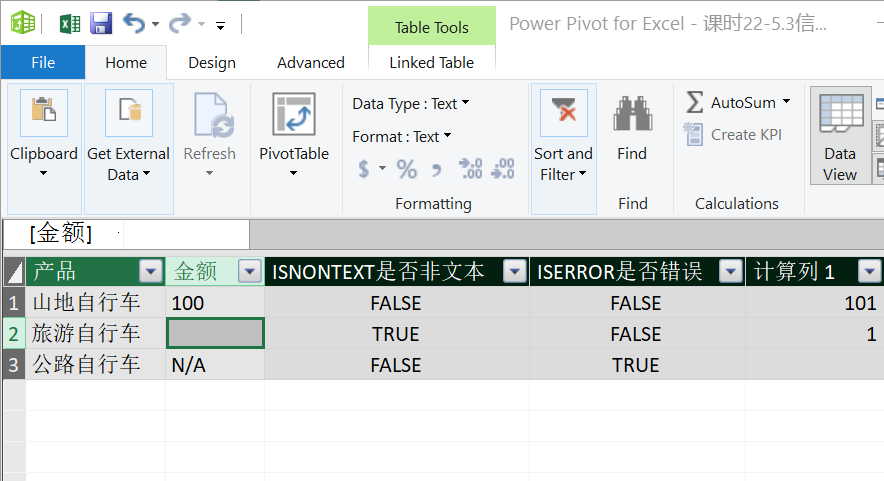 Table Tools
Power Pivot for Excel - 课时22-5.3信...
File
Home
Design
Advanced
Linked Table
Clipboard
Get External Data
Refresh
PivotTable
Data Type : Text
Format : Text
$ % ,
.0 .00
.00 .0
Formatting
Sort and Filter
Find
Find
AutoSum
Create KPI
Calculations
Data View
[金额]
产品 金额 ISNONTEXT是否非文本 ISERROR是否错误 计算列 1
1 山地自行车 100 FALSE FALSE 101
2 旅游自行车 TRUE FALSE 1
3 公路自行车 N/A FALSE TRUE